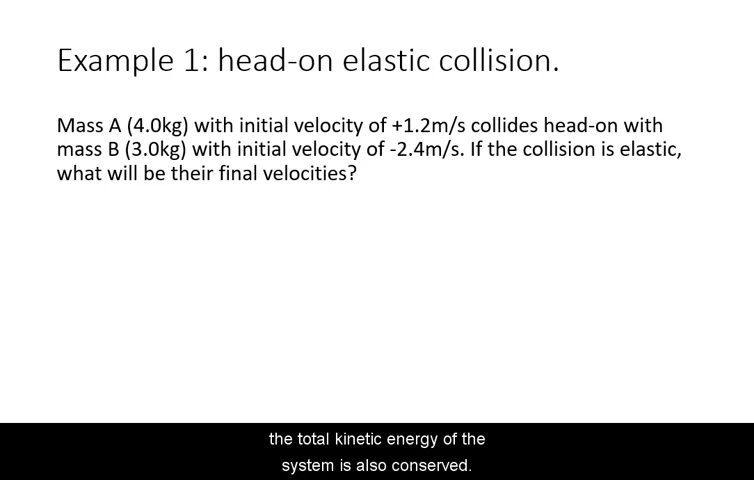 Example 1: head-on elastic collision.
Mass A (4.0kg) with initial velocity of +1.2m/s collides head-on with
mass B (3.0kg) with initial velocity of -2.4m/s. If the collision is elastic,
what will be their final velocities?
the total kinetic energy of the
system is also conserved.